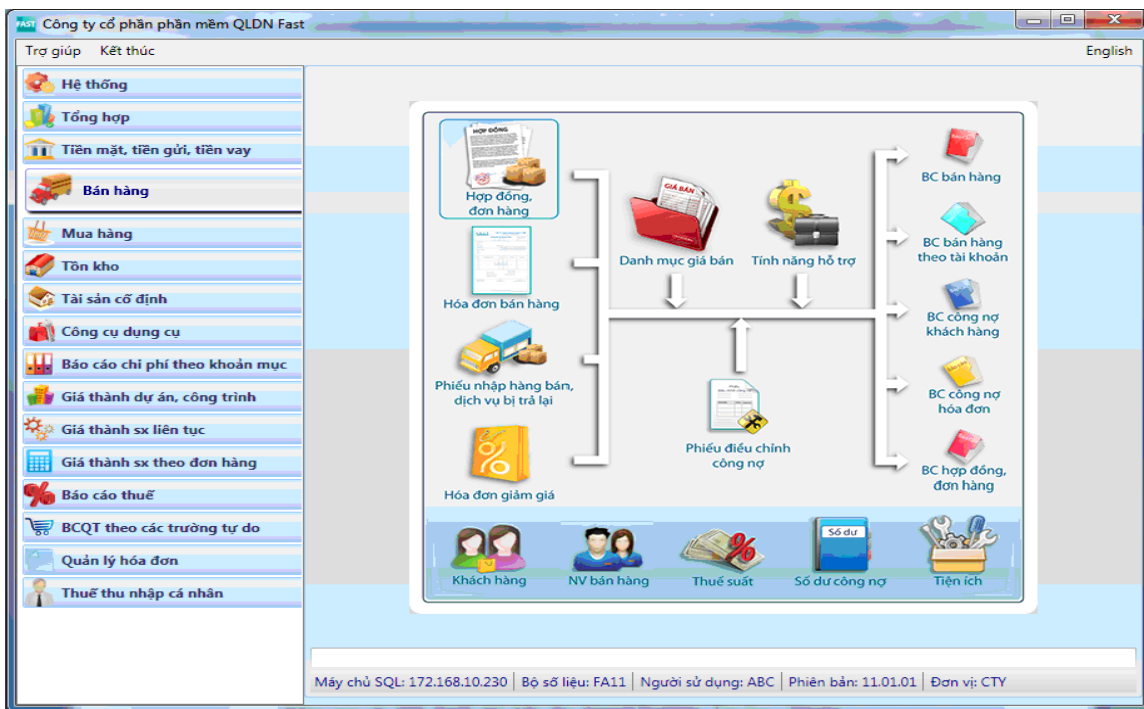 FAST Công ty cổ phần phần mềm QLDN Fast
Trợ giúp Kết thúc English
Hệ thống
Tổng hợp
Tiền mặt, tiền gửi, tiền vay
Bán hàng
Mua hàng
Tồn kho
Tài sản cố định
Công cụ dụng cụ
Báo cáo chi phí theo khoản mục
Giá thành dự án, công trình
Giá thành sx liên tục
Giá thành sx theo đơn hàng
Báo cáo thuế
BCQT theo các trường tự do
Quản lý hóa đơn
Thuế thu nhập cá nhân
HỢP ĐỒNG
Hợp đồng,
đơn hàng
Hóa đơn bán hàng
Phiếu nhập hàng bán,
dịch vụ bị trả lại
Hóa đơn giảm giá
GIÁ BÁN
Danh mục giá bán
Tính năng hỗ trợ
Phiếu điều chỉnh
công nợ
BC bán hàng
BC bán hàng
theo tài khoản
BC công nợ
khách hàng
BC công nợ
hóa đơn
BC hợp đồng,
đơn hàng
Khách hàng
NV bán hàng
Thuế suất
Số dư
Số dư công nợ
Tiện ích
Máy chủ SQL: 172.168.10.230 Bộ số liệu: FA11 Người sử dụng: ABC Phiên bản: 11.01.01 Đơn vị: CTY